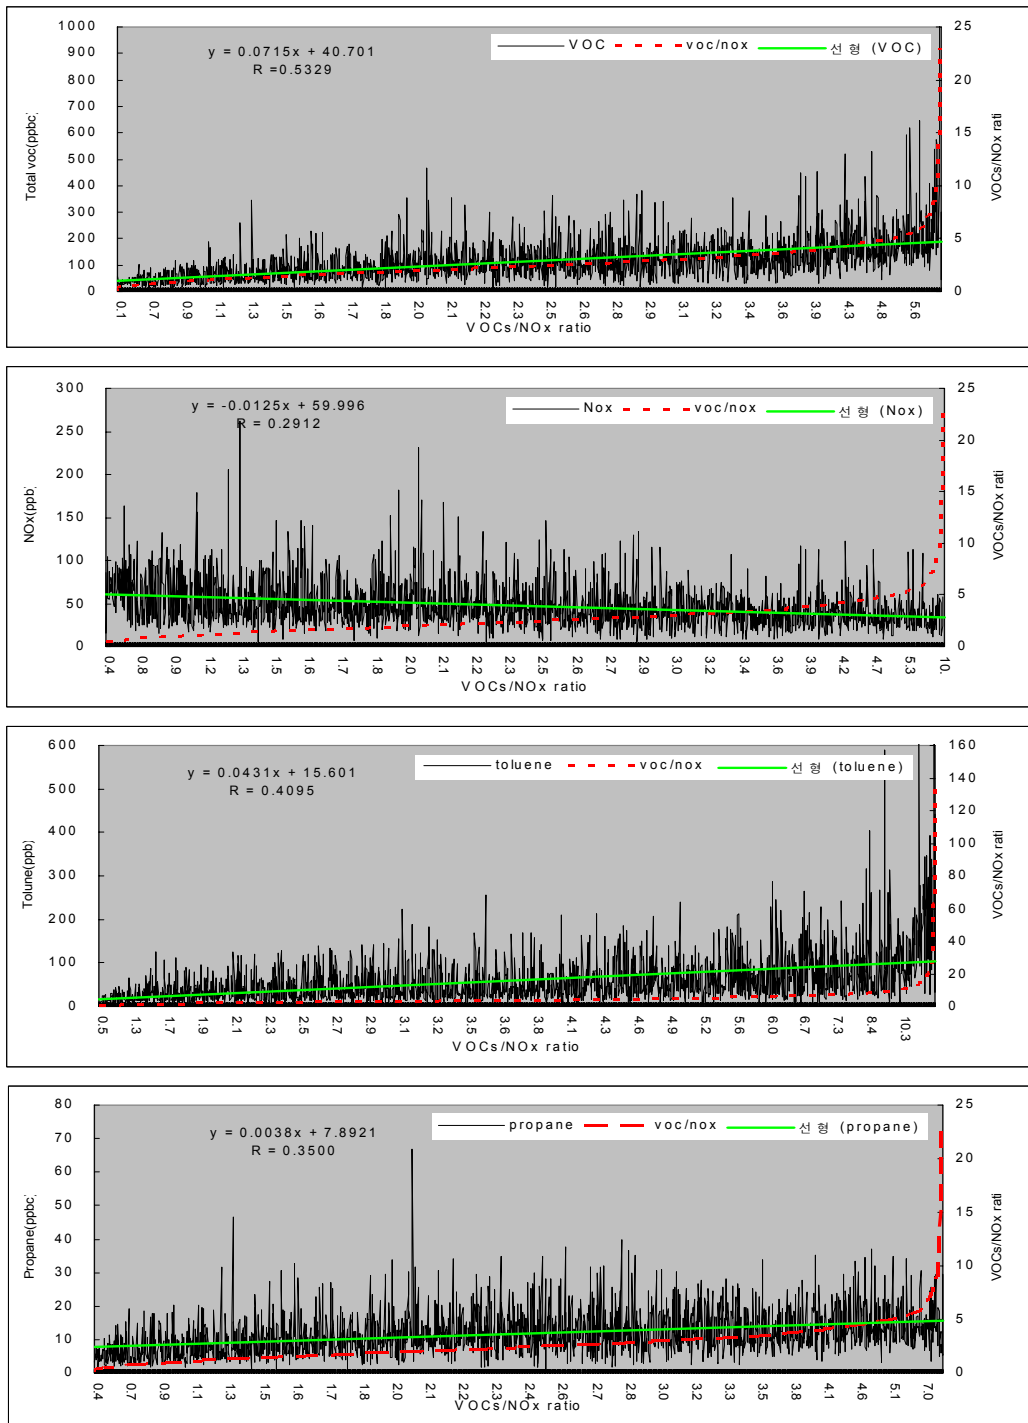 y = 0.0715x + 40.701
R =0.5329
VOC voc/nox 선형 (VOC)
Total voc(ppbc)
1000
900
800
700
600
500
400
300
200
100
0
25
20
15
10
5
0
VOCs/NOx rati
0.1 0.7 0.9 1.1 1.3 1.5 1.6 1.8 1.9 2.0 2.1 2.2 2.3 2.5 2.6 2.8 2.9 3.1 3.2 3.4 3.6 3.9 4.3 4.8 5.6
VOCs/NOx ratio
y = -0.0125x + 59.996
R = 0.2912
Nox voc/nox 선형 (Nox)
NOx(ppb)
300
250
200
150
100
50
0
25
20
15
10
5
0
VOCs/NOx rati
0.4 0.8 0.9 1.2 1.3 1.5 1.6 1.7 1.8 2.0 2.1 2.2 2.3 2.5 2.6 2.7 2.8 3.0 3.2 3.4 3.6 3.9 4.2 4.7 5.3 10.
VOCs/NOx ratio
y = 0.0431x + 15.601
R = 0.4095
toluene voc/nox 선형 (toluene)
Tolune(ppb)
600
500
400
300
200
100
0
160
140
120
100
80
60
40
20
0
VOCs/NOx rati
0.5 1.3 1.7 1.9 2.1 2.3 2.5 2.7 2.9 3.1 3.2 3.4 3.6 3.8 4.1 4.3 4.6 4.9 5.2 5.6 6.0 6.7 7.3 8.4 10.3
VOCs/NOx ratio
y = 0.0038x + 7.8921
R = 0.3500
propane voc/nox 선형 (propane)
Propane(ppbc)
80
70
60
50
40
30
20
10
0
25
20
15
10
5
0
VOCs/NOx rati
0.4 0.7 0.9 1.1 1.3 1.5 1.6 1.7 1.9 2.0 2.1 2.2 2.4 2.5 2.6 2.7 2.8 3.0 3.2 3.4 3.5 3.8 4.1 4.6 5.1 7.0
VOCs/NOx ratio